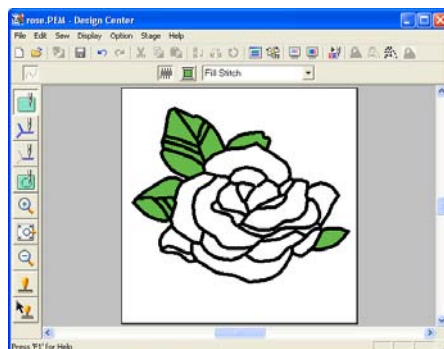 rose.PEM - Design Center
File Edit Sew Display Option Stage Help
Fill Stitch
Press "F1" for Help